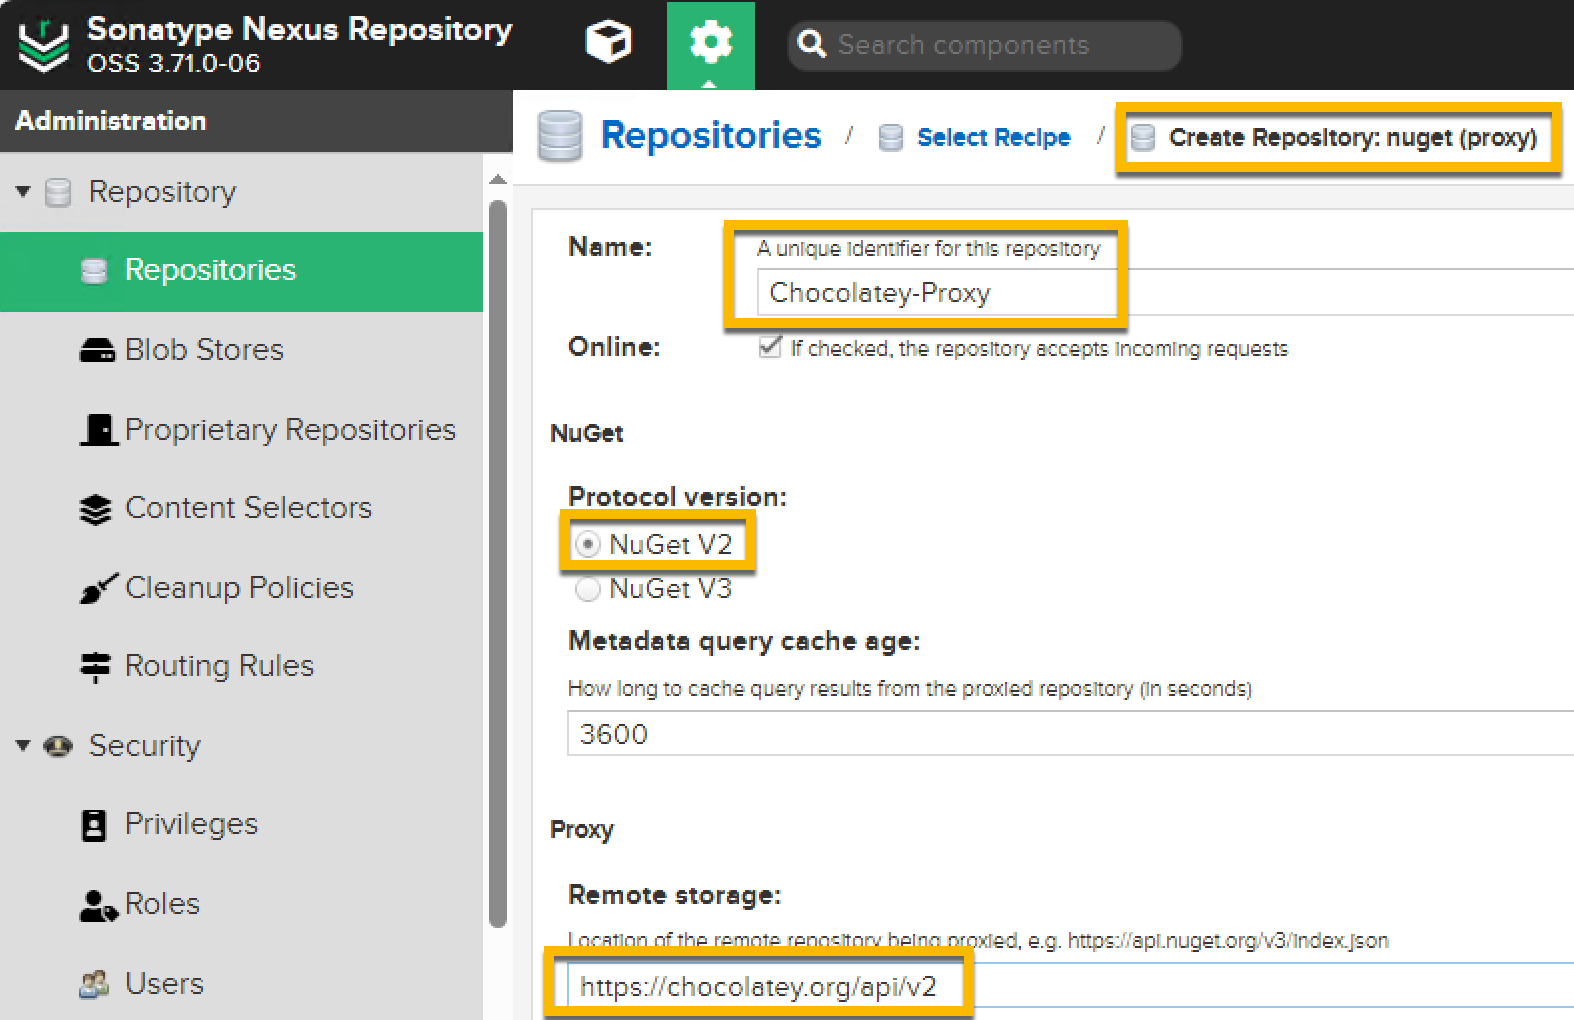 Sonatype Nexus Repository
OSS 3.71.0-06
Search components
Administration
Repositories / Select Recipe / Create Repository: nuget (proxy)
Repository
Repositories
Blob Stores
Proprietary Repositories
Content Selectors
Cleanup Policies
Routing Rules
Security
Privileges
Roles
Users
Name:
A unique identifier for this repository
Chocolatey-Proxy
Online:
If checked, the repository accepts incoming requests
NuGet
Protocol version:
NuGet V2
NuGet V3
Metadata query cache age:
How long to cache query results from the proxied repository (in seconds)
3600
Proxy
Remote storage:
Location of the remote repository being proxied, e.g. https://api.nuget.org/v3/index.json
https://chocolatey.org/api/v2